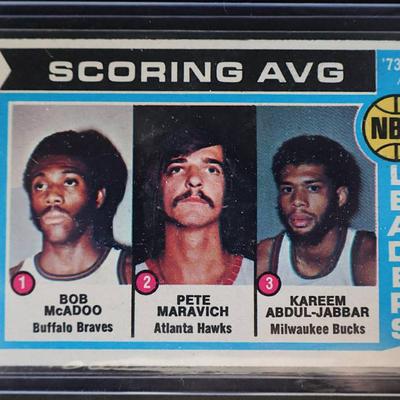 SCORING AVG
'73
NBA
LEADERS
1
BOB
McADOO
Buffalo Braves
2
PETE
MARAVICH
Atlanta Hawks
3
KAREEM
ABDUL-JABBAR
Milwaukee Bucks